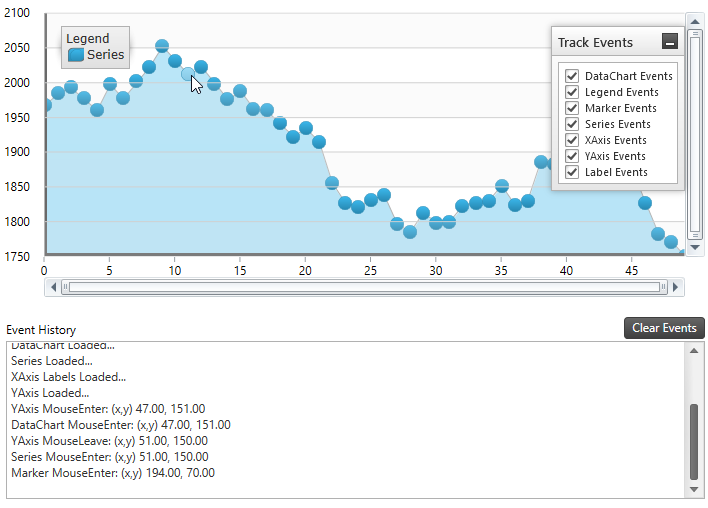 2100
2050
2000
1950
1900
1850
1800
1750
0 5 10 15 20 25 30 35 40 45
Legend
Series
Track Events
DataChart Events
Legend Events
Marker Events
Series Events
XAxis Events
YAxis Events
Label Events
Event History
Clear Events
DataChart Loaded...
Series Loaded...
XAxis Labels Loaded...
YAxis Loaded...
YAxis MouseEnter: (x,y) 47.00, 151.00
DataChart MouseEnter: (x,y) 47.00, 151.00
YAxis MouseLeave: (x,y) 51.00, 150.00
Series MouseEnter: (x,y) 51.00, 150.00
Marker MouseEnter: (x,y) 194.00, 70.00